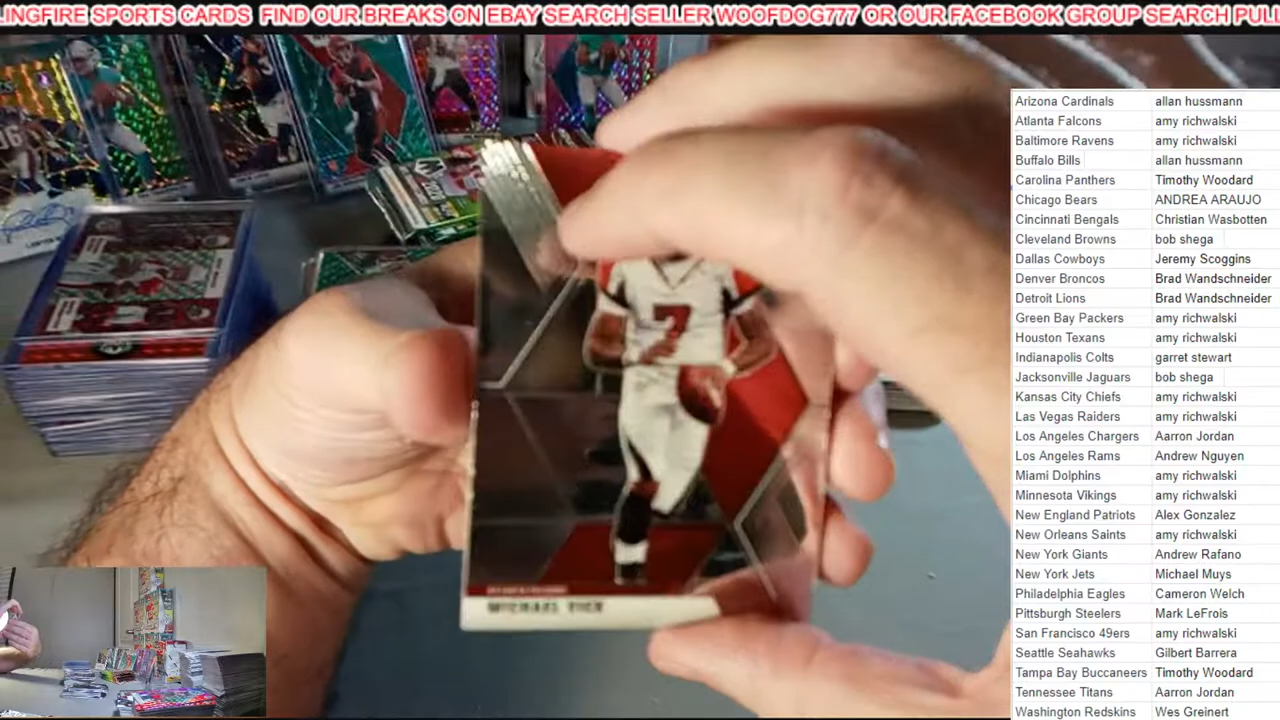 LINGFIRE SPORTS CARDS FIND OUR BREAKS ON EBAY SEARCH SELLER WOOFDOG777 OR OUR FACEBOOK GROUP SEARCH PULL
Arizona Cardinals allan hussmann
Atlanta Falcons amy richwalski
Baltimore Ravens amy richwalski
Buffalo Bills allan hussmann
Carolina Panthers Timothy Woodard
Chicago Bears ANDREA ARAUJO
Cincinnati Bengals Christian Wasbotten
Cleveland Browns bob shega
Dallas Cowboys Jeremy Scoggins
Denver Broncos Brad Wandschneider
Detroit Lions Brad Wandschneider
Green Bay Packers amy richwalski
Houston Texans amy richwalski
Indianapolis Colts garret stewart
Jacksonville Jaguars bob shega
Kansas City Chiefs amy richwalski
Las Vegas Raiders amy richwalski
Los Angeles Chargers Aarron Jordan
Los Angeles Rams Andrew Nguyen
Miami Dolphins amy richwalski
Minnesota Vikings amy richwalski
New England Patriots Alex Gonzalez
New Orleans Saints amy richwalski
New York Giants Andrew Rafano
New York Jets Michael Muys
Philadelphia Eagles Cameron Welch
Pittsburgh Steelers Mark LeFrois
San Francisco 49ers amy richwalski
Seattle Seahawks Gilbert Barrera
Tampa Bay Buccaneers Timothy Woodard
Tennessee Titans Aarron Jordan
Washington Redskins Wes Greinert
7
MICHAEL VICK